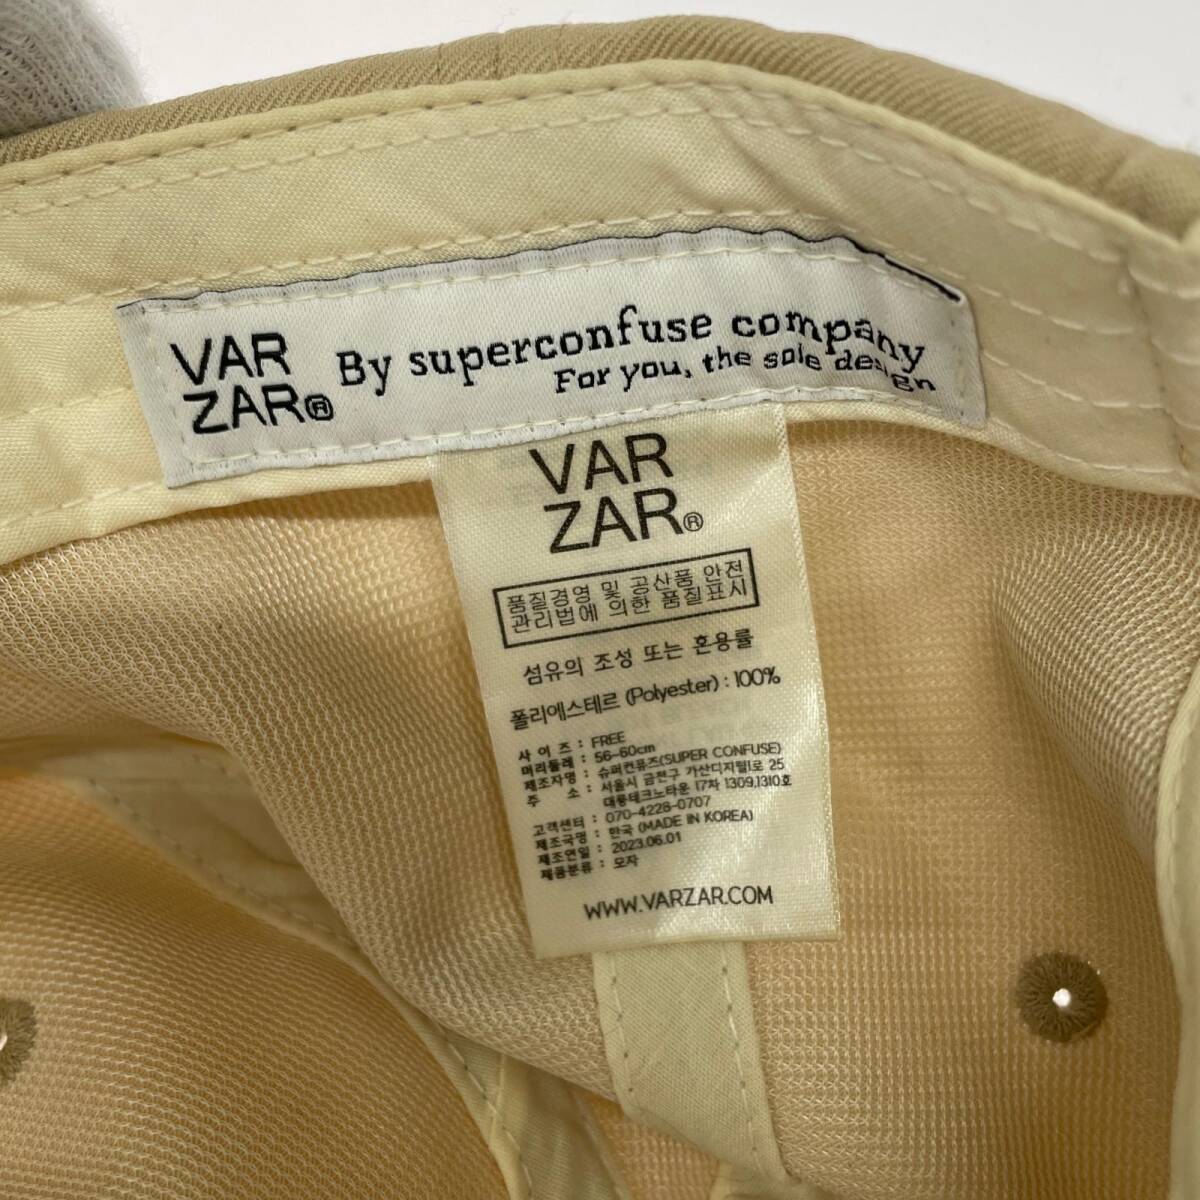 VAR
ZAR®
By superconfuse company
For you, the sole design
VAR
ZAR®
품질경영 및 공산품 안전
관리법에 의한 품질표시
섬유의 조성 또는 혼용률
폴리에스테르 (Polyester) : 100%
사 이 즈 : FREE
머리둘레 : 56-60cm
제조자명 : 슈퍼컨퓨즈(SUPER CONFUSE)
주 소 : 서울시 금천구 가산디지털1로 25
대륭테크노타운 17차 1309,1310호
고객센터 : 070-4228-0707
제조국명 : 한국 (MADE IN KOREA)
제조연일 : 2023.06.01
제품분류 : 모자
WWW.VARZAR.COM